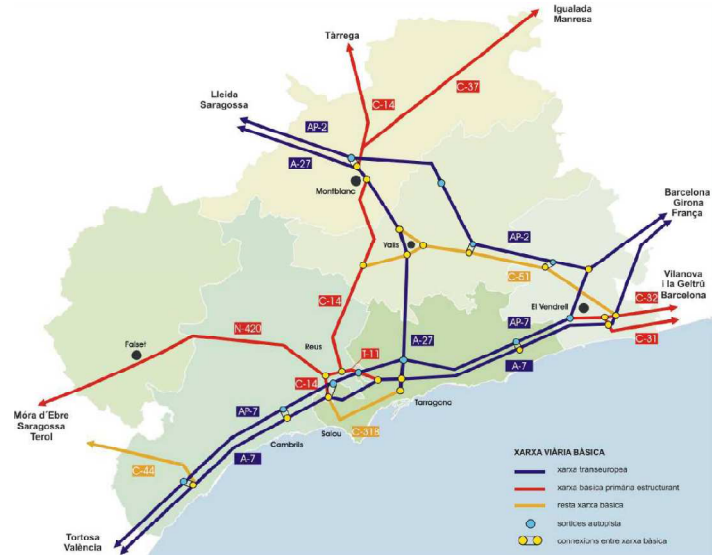 Igualada
Manresa
Tàrrega
C-37
C-14
Lleida
Saragossa
AP-2
A-27
Montblanc
Barcelona
Girona
França
Valls
AP-2
C-51
Vilanova
i la Geltrú
Barcelona
C-32
C-31
El Vendrell
C-14
N-420
Falset
Reus
T-11
A-27
AP-7
A-7
C-14
Móra d'Ebre
Saragossa
Terol
AP-7
Tarragona
Salou
C-31B
Cambrils
A-7
C-44
Tortosa
València
XARXA VIÀRIA BÀSICA
xarxa transeuropea
xarxa bàsica primària estructurant
resta xarxa bàsica
sortides autopista
connexions entre xarxa bàsica